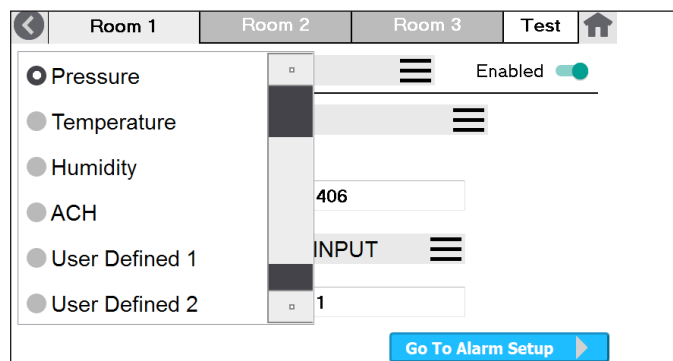 Room 1 Room 2 Room 3 Test
Pressure
Enabled
Temperature
Humidity
406
ACH
INPUT
User Defined 1
User Defined 2
1
Go To Alarm Setup